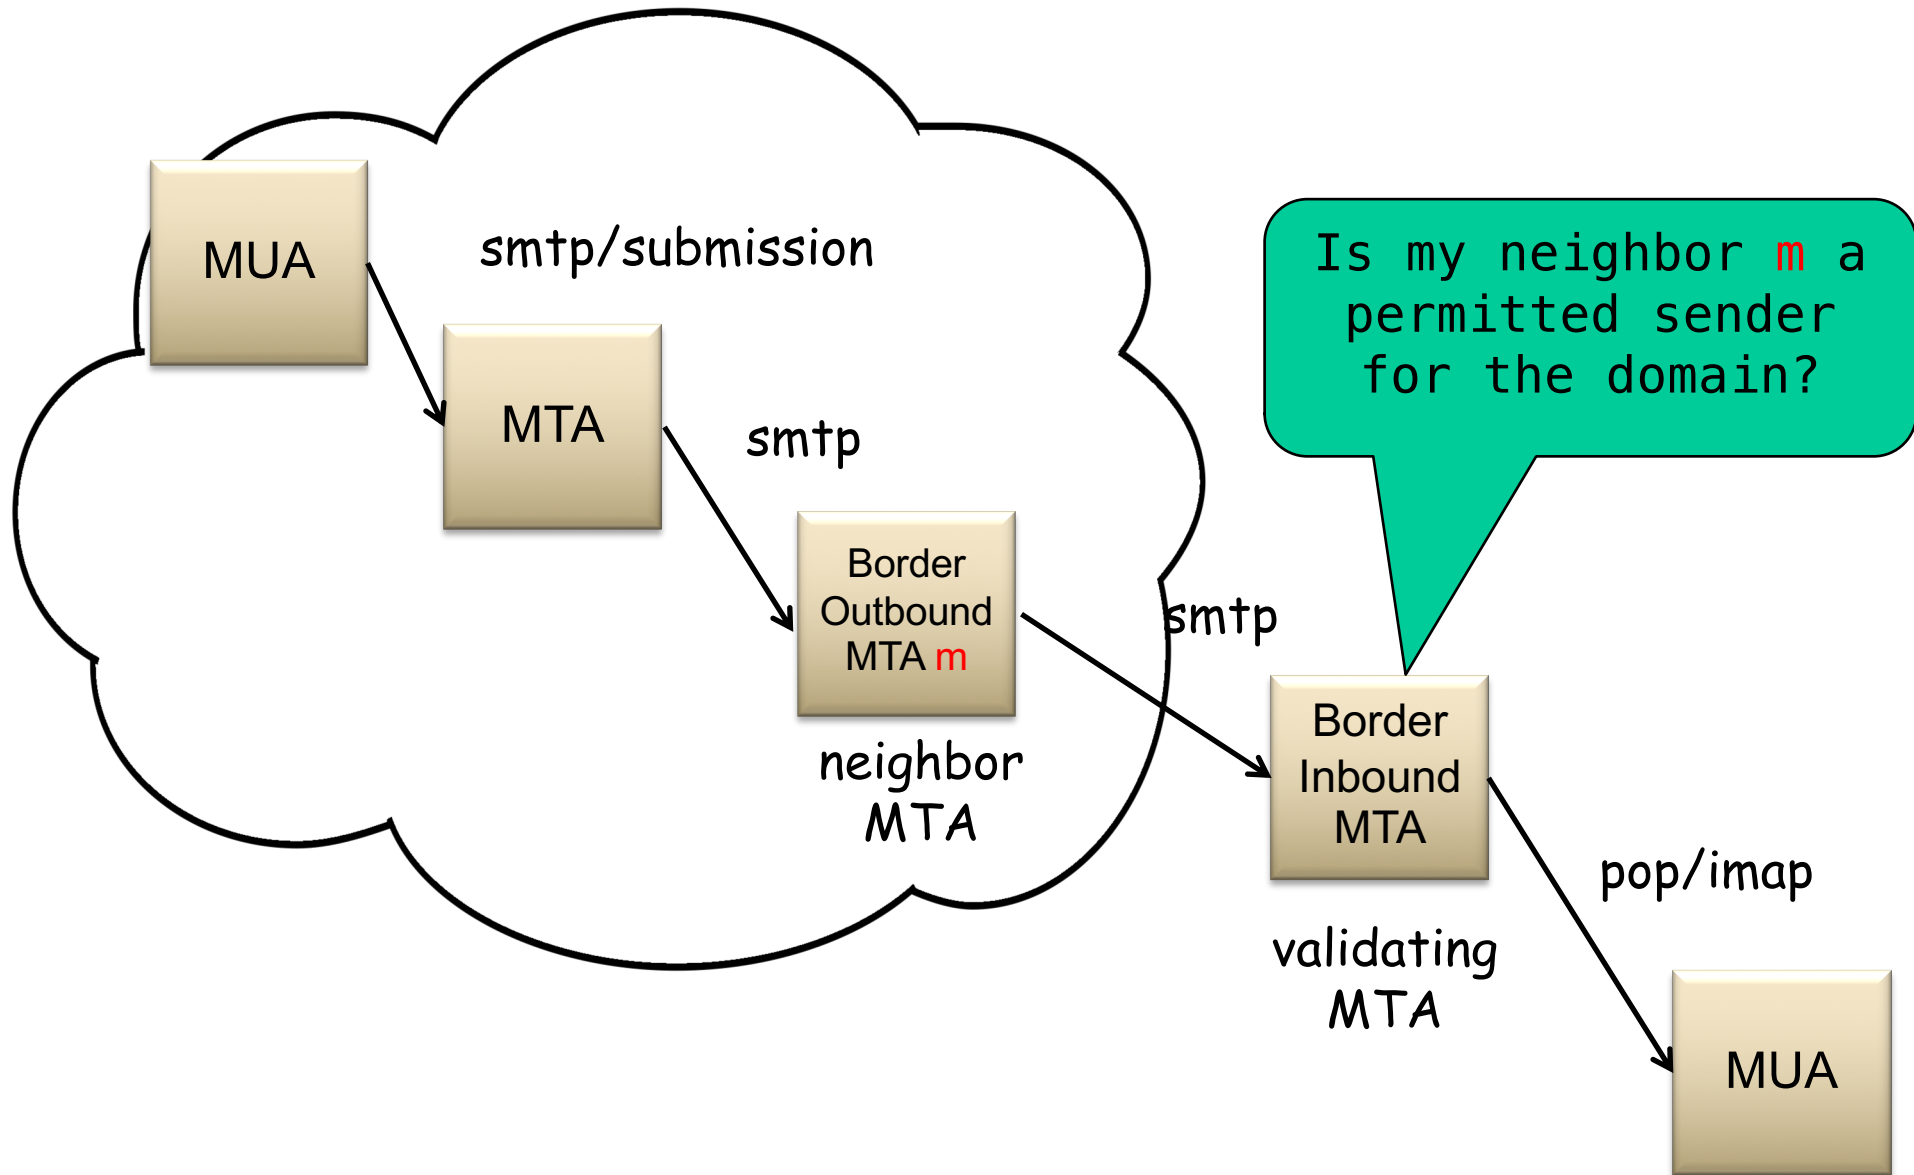 MUA
smtp/submission
MTA
smtp
Is my neighbor m a
permitted sender
for the domain?
Border
Outbound
MTA m
smtp
neighbor
MTA
Border
Inbound
MTA
pop/imap
validating
MTA
MUA